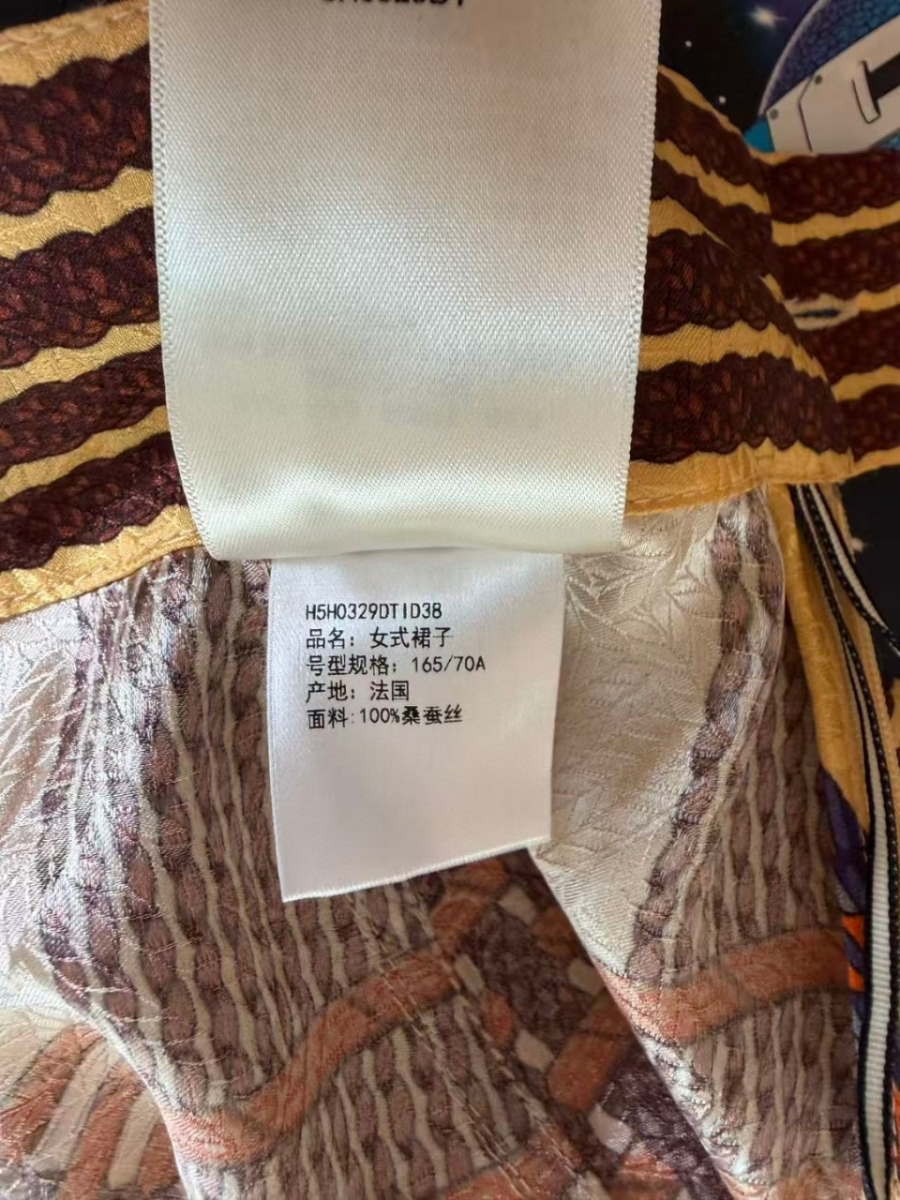 H5H0329DTID38
品名：女式裙子
号型规格：165/70A
产地：法国
面料:100%桑蚕丝